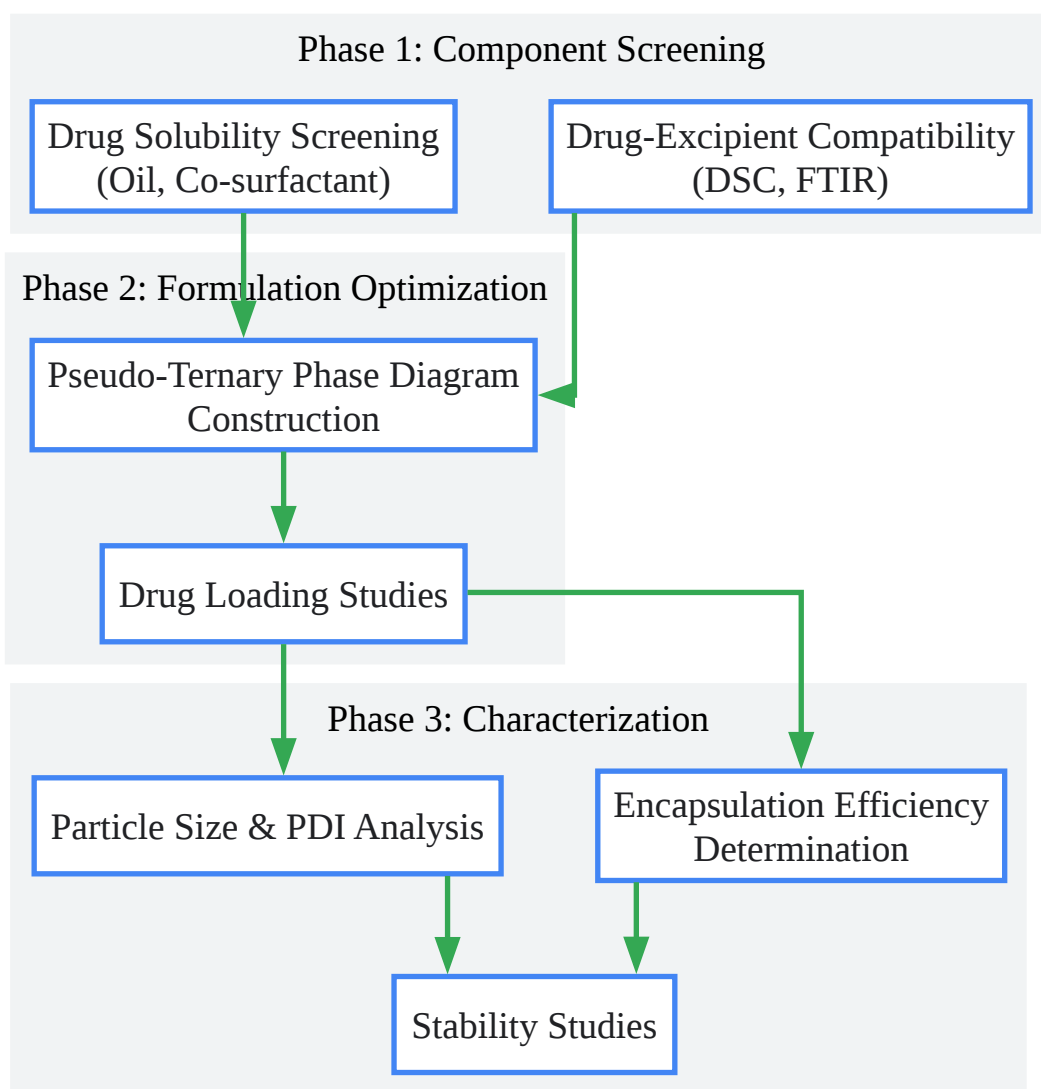 Phase 1: Component Screening
Drug Solubility Screening
(Oil, Co-surfactant)
Drug-Excipient Compatibility
(DSC, FTIR)
Phase 2: Formulation Optimization
Pseudo-Ternary Phase Diagram
Construction
Drug Loading Studies
Phase 3: Characterization
Particle Size & PDI Analysis
Encapsulation Efficiency
Determination
Stability Studies